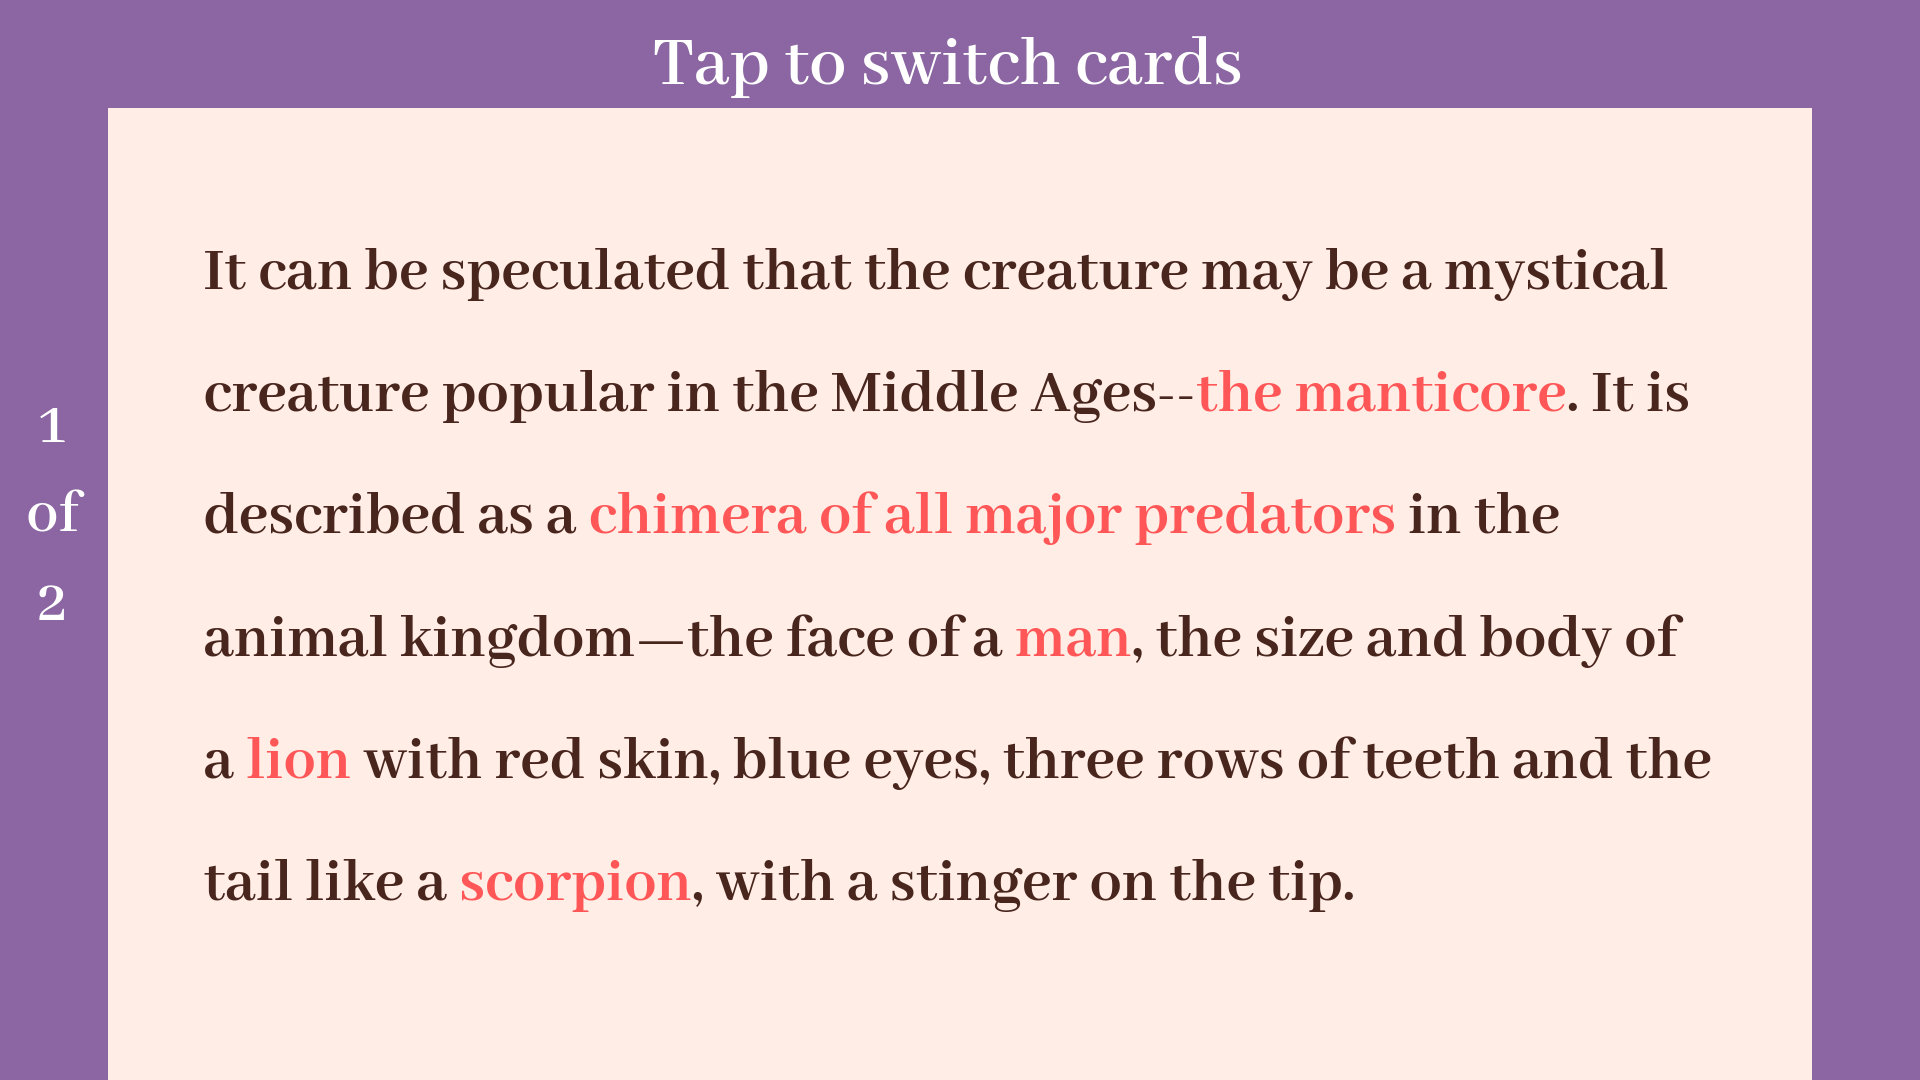 Tap to switch cards
It can be speculated that the creature may be a mystical
creature popular in the Middle Ages--the manticore. It is
described as a chimera of all major predators in the
animal kingdom—the face of a man, the size and body of
a lion with red skin, blue eyes, three rows of teeth and the
tail like a scorpion, with a stinger on the tip.
1
of
2